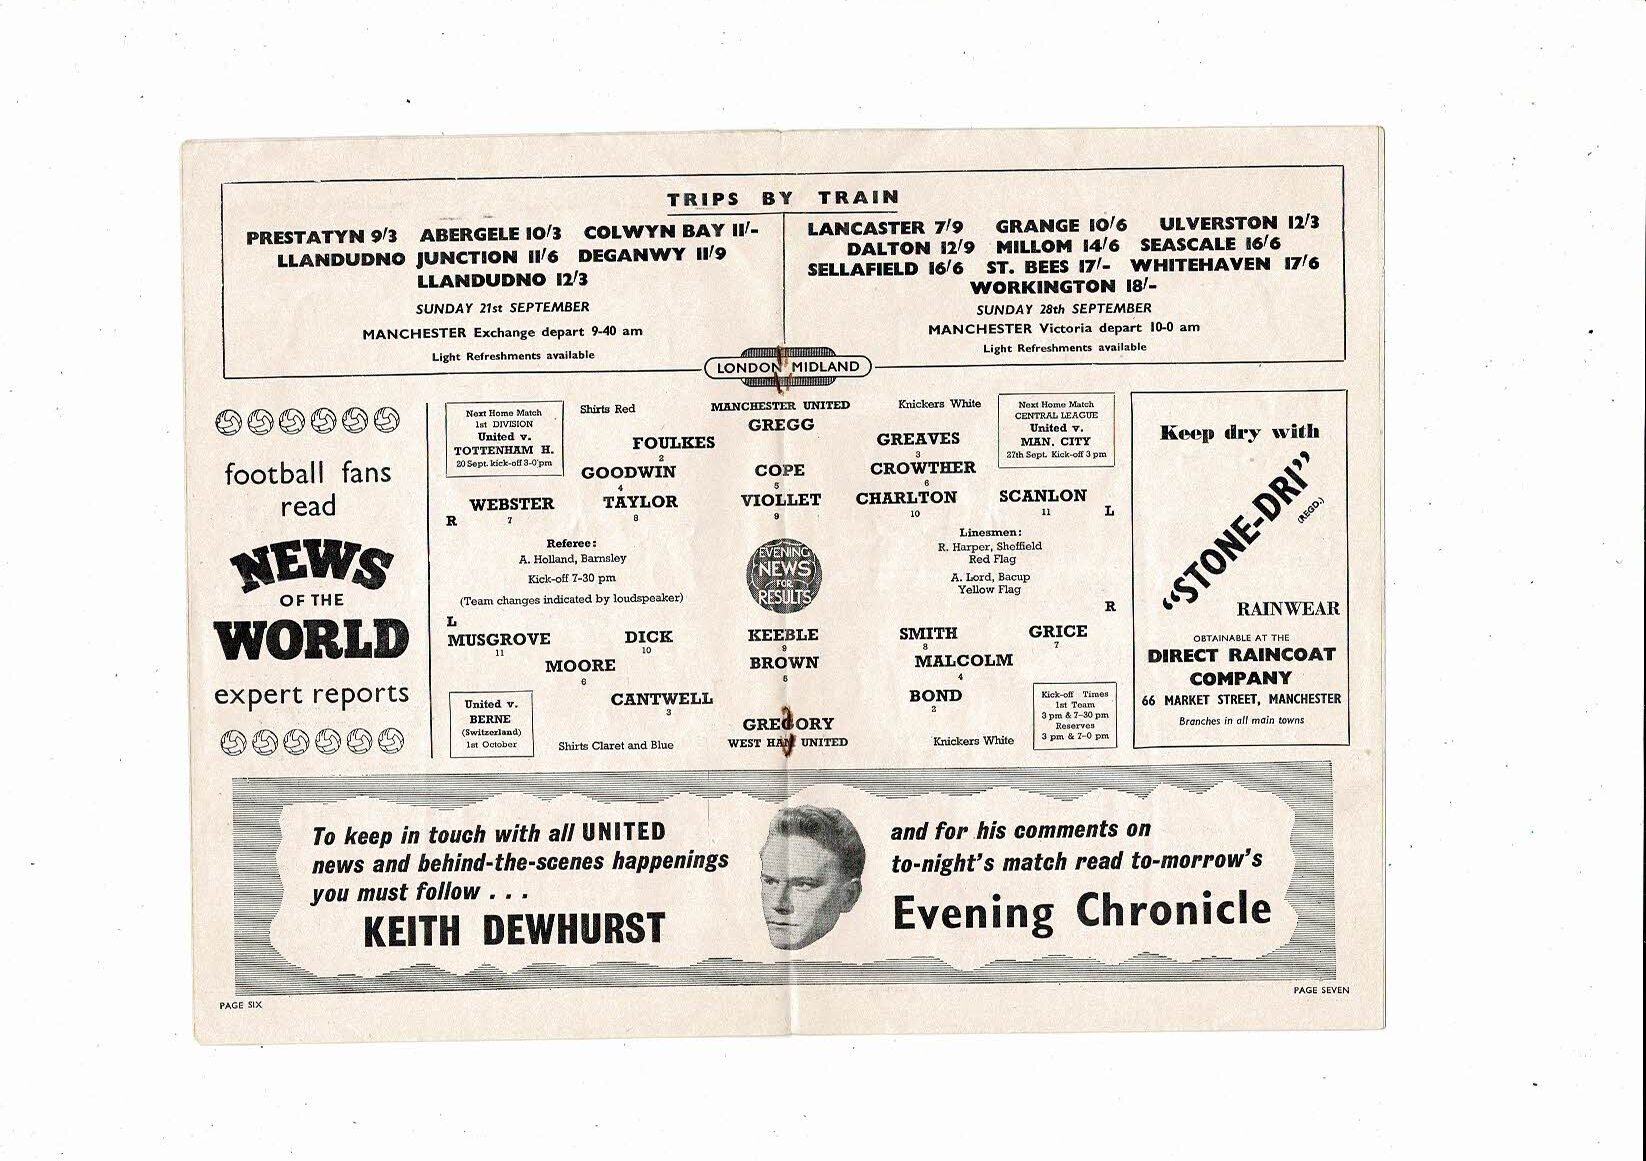 TRIPS BY TRAIN
PRESTATYN 9/3 ABERGELE 10/3 COLWYN BAY 11/-
LLANDUDNO JUNCTION 11/6 DEGANWY 11/9
LLANDUDNO 12/3
SUNDAY 21st SEPTEMBER
MANCHESTER Exchange depart 9-40 am
Light Refreshments available
LANCASTER 7/9 GRANGE 10/6 ULVERSTON 12/3
DALTON 12/9 MILLOM 14/6 SEASCALE 16/6
SELLAFIELD 16/6 ST. BEES 17/- WHITEHAVEN 17/6
WORKINGTON 18/-
SUNDAY 28th SEPTEMBER
MANCHESTER Victoria depart 10-0 am
Light Refreshments available
LONDON MIDLAND
football fans
read
NEWS
OF THE
WORLD
expert reports
Next Home Match
1st DIVISION
United v.
TOTTENHAM H.
20 Sept. kick-off 3-0 pm
Shirts Red
MANCHESTER UNITED
Knickers White
Next Home Match
CENTRAL LEAGUE
United v.
MAN. CITY
27th Sept. Kick-off 3 pm
GREGG
FOULKES GREAVES
2 3
GOODWIN COPE CROWTHER
4 5 6
WEBSTER TAYLOR VIOLLET CHARLTON SCANLON
R 7 8 9 10 11 L
Referee:
A. Holland, Barnsley
Kick-off 7-30 pm
(Team changes indicated by loudspeaker)
EVENING
NEWS
FOR
RESULTS
Linesmen:
R. Harper, Sheffield
Red Flag
A. Lord, Bacup
Yellow Flag
L R
MUSGROVE DICK KEEBLE SMITH GRICE
11 10 9 8 7
MOORE BROWN MALCOLM
6 5 4
CANTWELL BOND
3 2
GREGORY
United v.
BERNE
(Switzerland)
1st October
Shirts Claret and Blue
WEST HAM UNITED
Knickers White
Kick-off Times
1st Team
3 pm & 7-30 pm
Reserves
3 pm & 7-0 pm
Keep dry with
"STONE-DRI"
(REGD.)
RAINWEAR
OBTAINABLE AT THE
DIRECT RAINCOAT
COMPANY
66 MARKET STREET, MANCHESTER
Branches in all main towns
To keep in touch with all UNITED
news and behind-the-scenes happenings
you must follow . . .
KEITH DEWHURST
and for his comments on
to-night's match read to-morrow's
Evening Chronicle
PAGE SIX
PAGE SEVEN